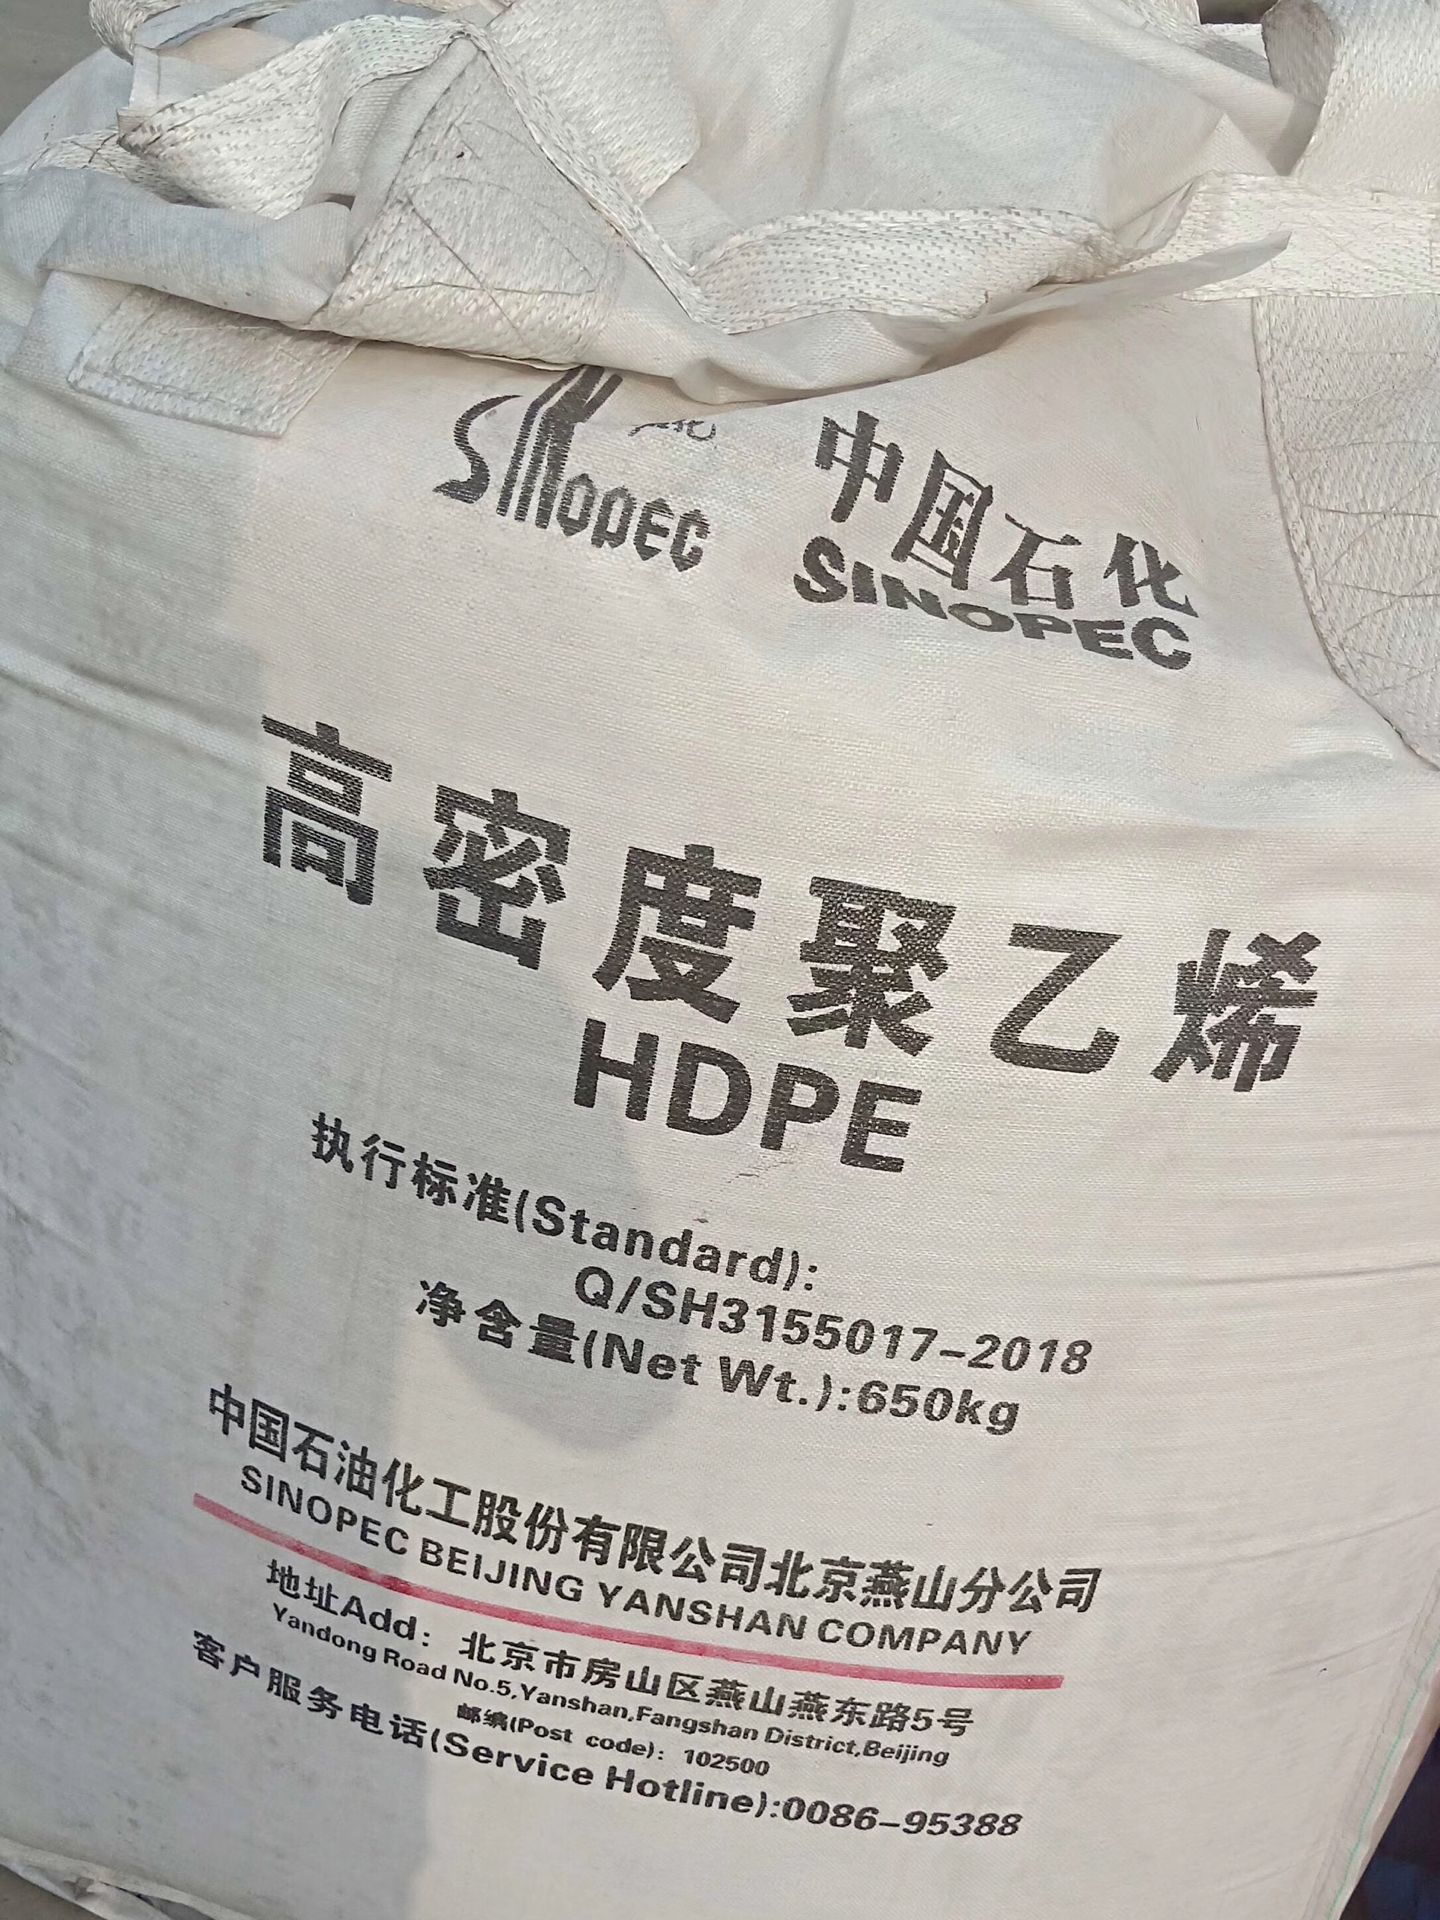 SINOPEC
中国石化
SINOPEC
高密度聚乙烯
HDPE
执行标准(Standard):
Q/SH3155017-2018
净含量(Net Wt.):650kg
中国石油化工股份有限公司北京燕山分公司
SINOPEC BEIJING YANSHAN COMPANY
地址Add: 北京市房山区燕山燕东路5号
Yandong Road No.5,Yanshan,Fangshan District,Beijing
邮编(Post code): 102500
客户服务电话(Service Hotline):0086-95388